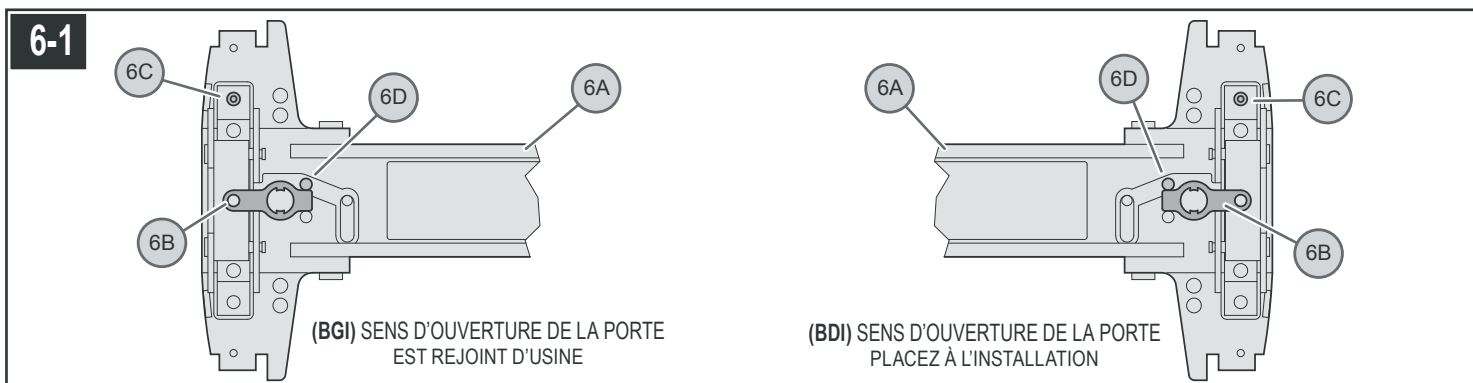 6-1
6C
6D
6A
6B
(BGI) SENS D'OUVERTURE DE LA PORTE
EST REJOINT D'USINE
6A
6D
6C
6B
(BDI) SENS D'OUVERTURE DE LA PORTE
PLACEZ À L'INSTALLATION